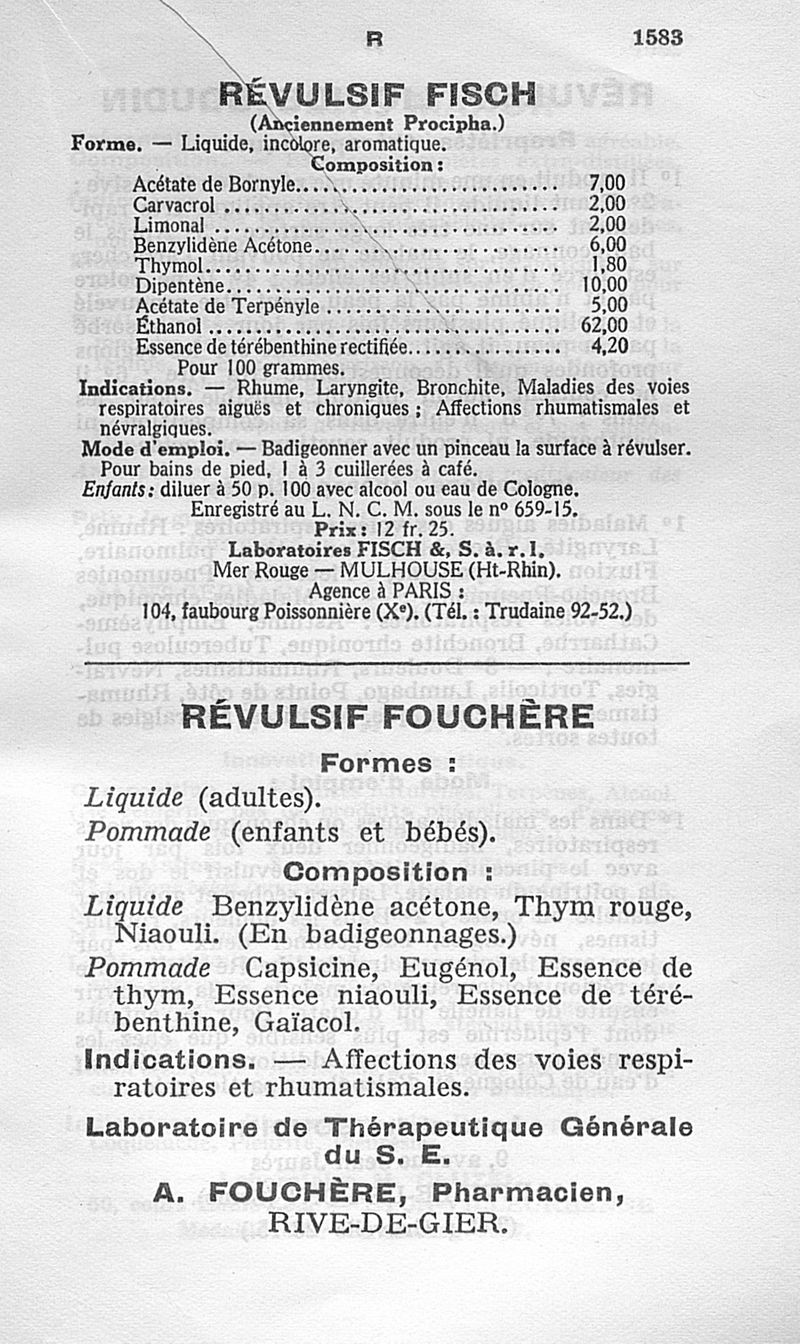 R 1583
RÉVULSIF FISCH
(Anciennement Procipha.)
Forme. — Liquide, incolore, aromatique.
Composition :
Acétate de Bornyle............................ 7,00
Carvacrol .................................. 2,00
Limonal ................................... 2,00
Benzylidène Acétone......................... 6,00
Thymol.................................... 1,80
Dipentène.................................. 10,00
Acétate de Terpényle ........................ 5,00
Éthanol ................................... 62,00
Essence de térébenthine rectifiée................ 4,20
Pour 100 grammes.
Indications. — Rhume, Laryngite, Bronchite, Maladies des voies
respiratoires aiguës et chroniques ; Affections rhumatismales et
névralgiques.
Mode d'emploi. — Badigeonner avec un pinceau la surface à révulser.
Pour bains de pied, 1 à 3 cuillerées à café.
Enfants : diluer à 50 p. 100 avec alcool ou eau de Cologne.
Enregistré au L. N. C. M. sous le nº 659-15.
Prix : 12 fr. 25.
Laboratoires FISCH &, S. à. r. l.
Mer Rouge — MULHOUSE (Ht-Rhin).
Agence à PARIS :
104, faubourg Poissonnière (Xe). (Tél. : Trudaine 92-52.)
RÉVULSIF FOUCHÈRE
Formes :
Liquide (adultes).
Pommade (enfants et bébés).
Composition :
Liquide Benzylidène acétone, Thym rouge,
Niaouli. (En badigeonnages.)
Pommade Capsicine, Eugénol, Essence de
thym, Essence niaouli, Essence de téré-
benthine, Gaïacol.
Indications. — Affections des voies respi-
ratoires et rhumatismales.
Laboratoire de Thérapeutique Générale
du S. E.
A. FOUCHÈRE, Pharmacien,
RIVE-DE-GIER.